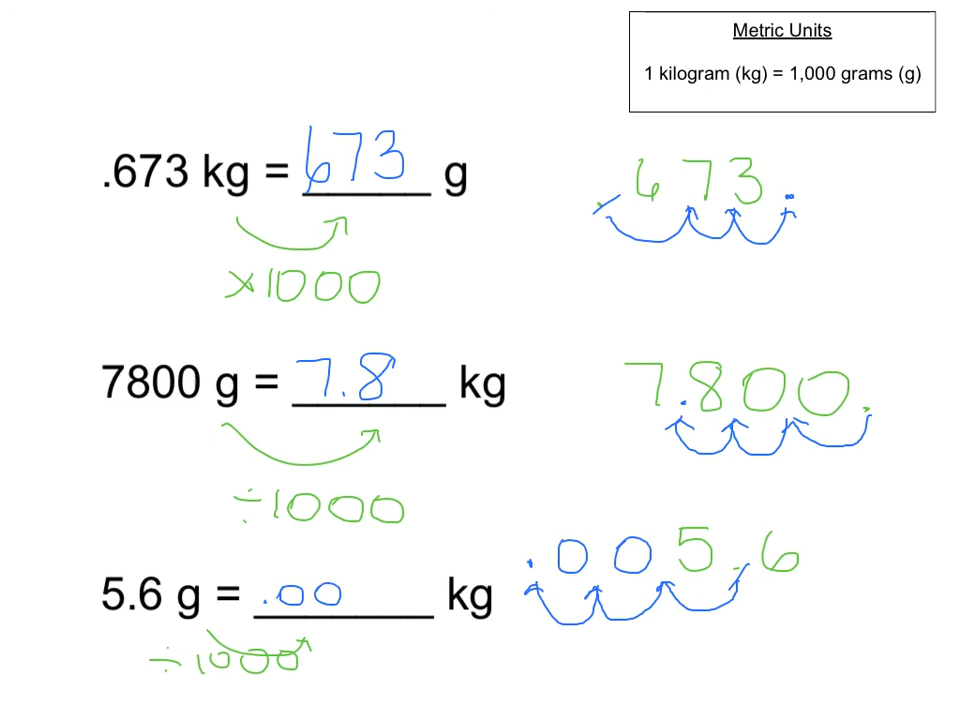 Metric Units
1 kilogram (kg) = 1,000 grams (g)
.673 kg = 673 g
.673.
×1000
7800 g = 7.8 kg
7.800.
÷1000
.005.6
5.6 g = .00 kg
÷1000